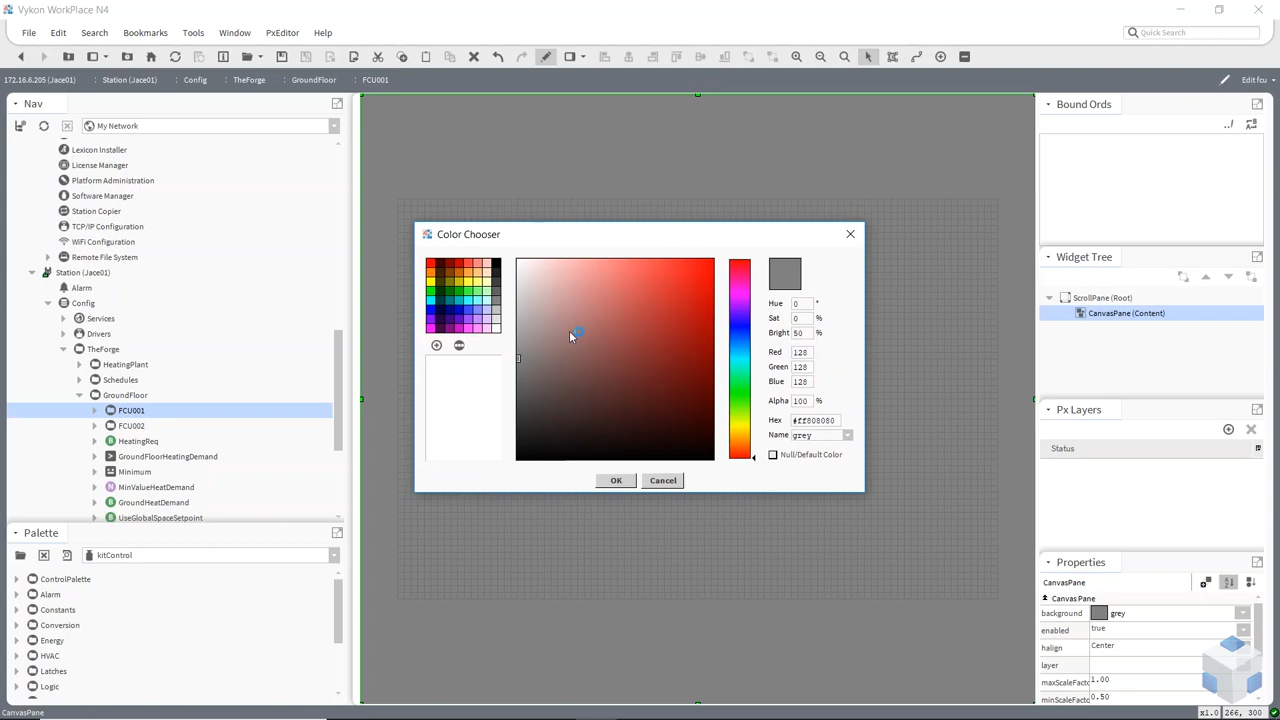 Vykon WorkPlace N4
File Edit Search Bookmarks Tools Window PxEditor Help
Quick Search
172.16.6.205 (Jace01) Station (Jace01) Config TheForge GroundFloor FCU001 Edit fcu
Nav
My Network
Lexicon Installer
License Manager
Platform Administration
Software Manager
Station Copier
TCP/IP Configuration
WiFi Configuration
Remote File System
Station (Jace01)
Alarm
Config
Services
Drivers
TheForge
HeatingPlant
Schedules
GroundFloor
FCU001
FCU002
HeatingReq
GroundFloorHeatingDemand
Minimum
MinValueHeatDemand
GroundHeatDemand
UseGlobalSpaceSetpoint
Palette
kitControl
ControlPalette
Alarm
Constants
Conversion
Energy
HVAC
Latches
Logic
CanvasPane
Color Chooser
Hue 0 °
Sat 0 %
Bright 50 %
Red 128
Green 128
Blue 128
Alpha 100 %
Hex #ff808080
Name grey
Null/Default Color
OK Cancel
Bound Ords
Widget Tree
ScrollPane (Root)
CanvasPane (Content)
Px Layers
Status
Properties
CanvasPane
Canvas Pane
background grey
enabled true
halign Center
layer
maxScaleFacto 1.00
minScaleFacto 0.50
x1.0 266, 300